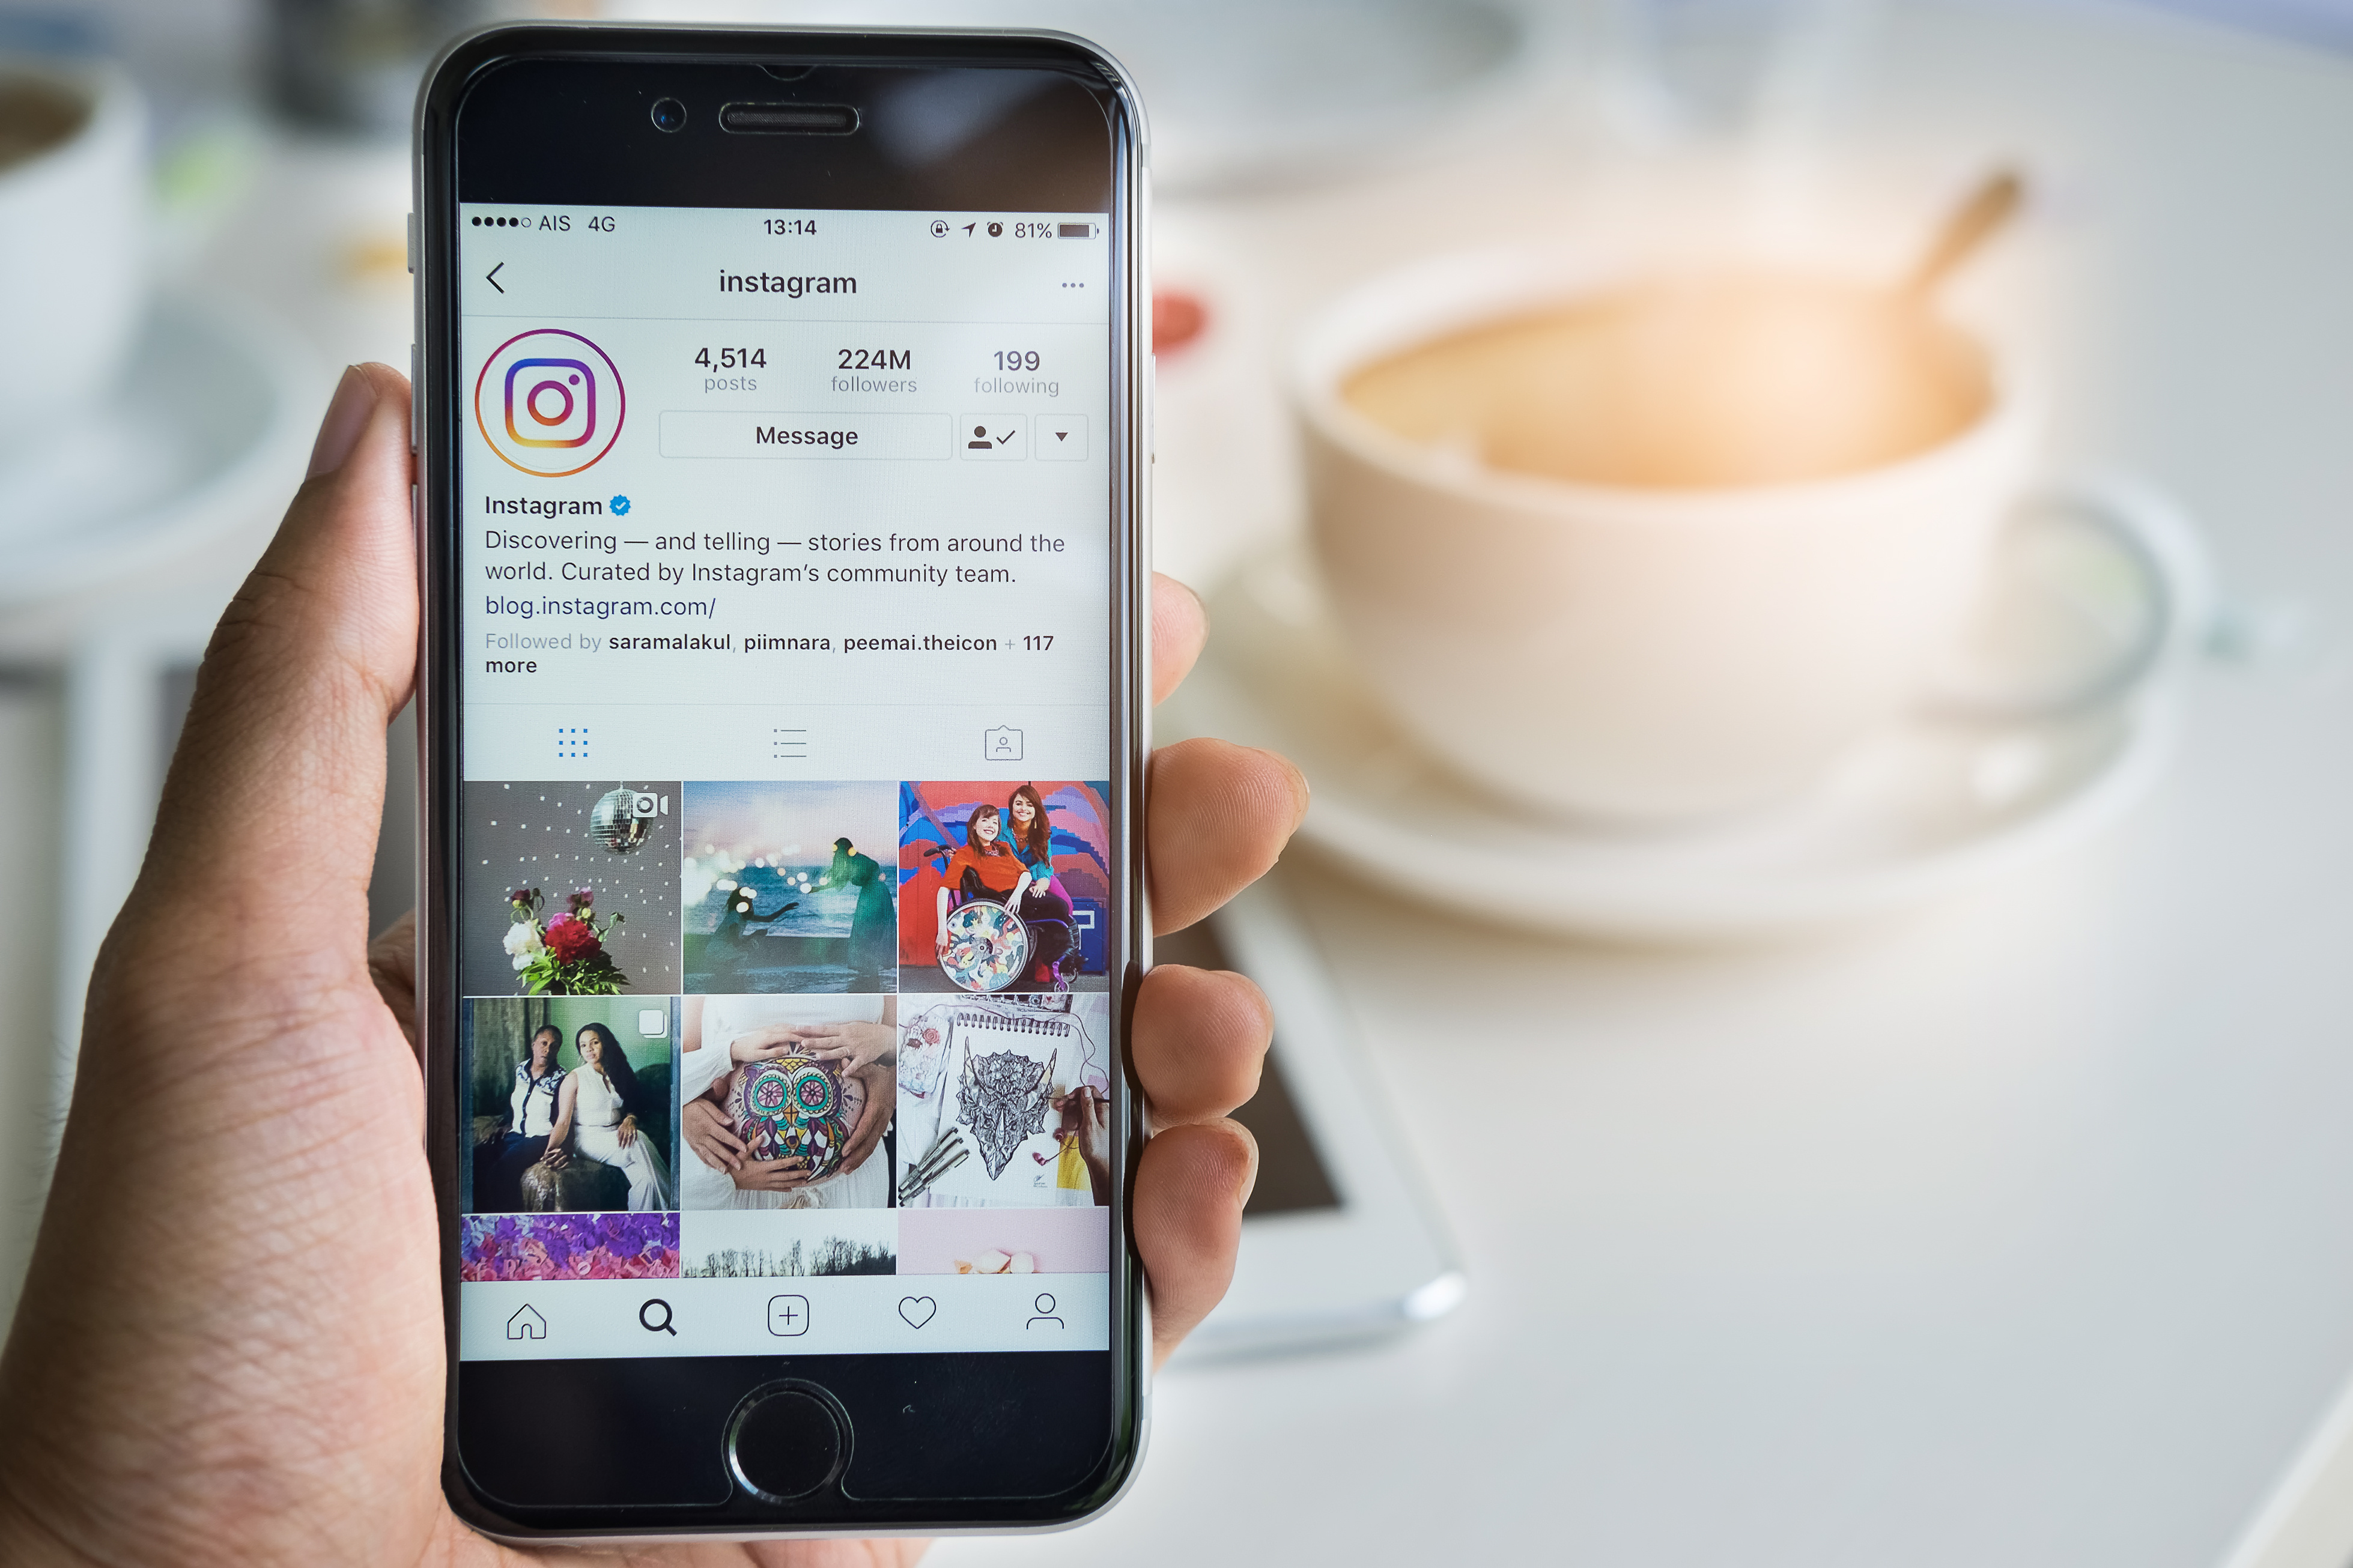 AIS 4G 13:14 81%
instagram
4,514 224M 199
posts followers following
Message
Instagram
Discovering — and telling — stories from around the
world. Curated by Instagram's community team.
blog.instagram.com/
Followed by saramalakul, piimnara, peemai.theicon + 117
more